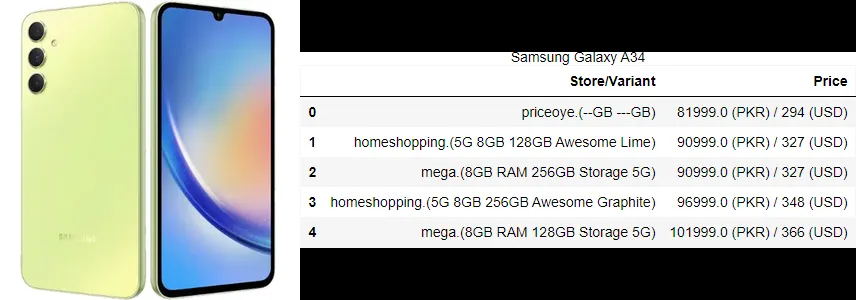 SAMSUNG
Samsung Galaxy A34
Store/Variant Price
0 priceoye.(--GB ---GB) 81999.0 (PKR) / 294 (USD)
1 homeshopping.(5G 8GB 128GB Awesome Lime) 90999.0 (PKR) / 327 (USD)
2 mega.(8GB RAM 256GB Storage 5G) 90999.0 (PKR) / 327 (USD)
3 homeshopping.(5G 8GB 256GB Awesome Graphite) 96999.0 (PKR) / 348 (USD)
4 mega.(8GB RAM 128GB Storage 5G) 101999.0 (PKR) / 366 (USD)